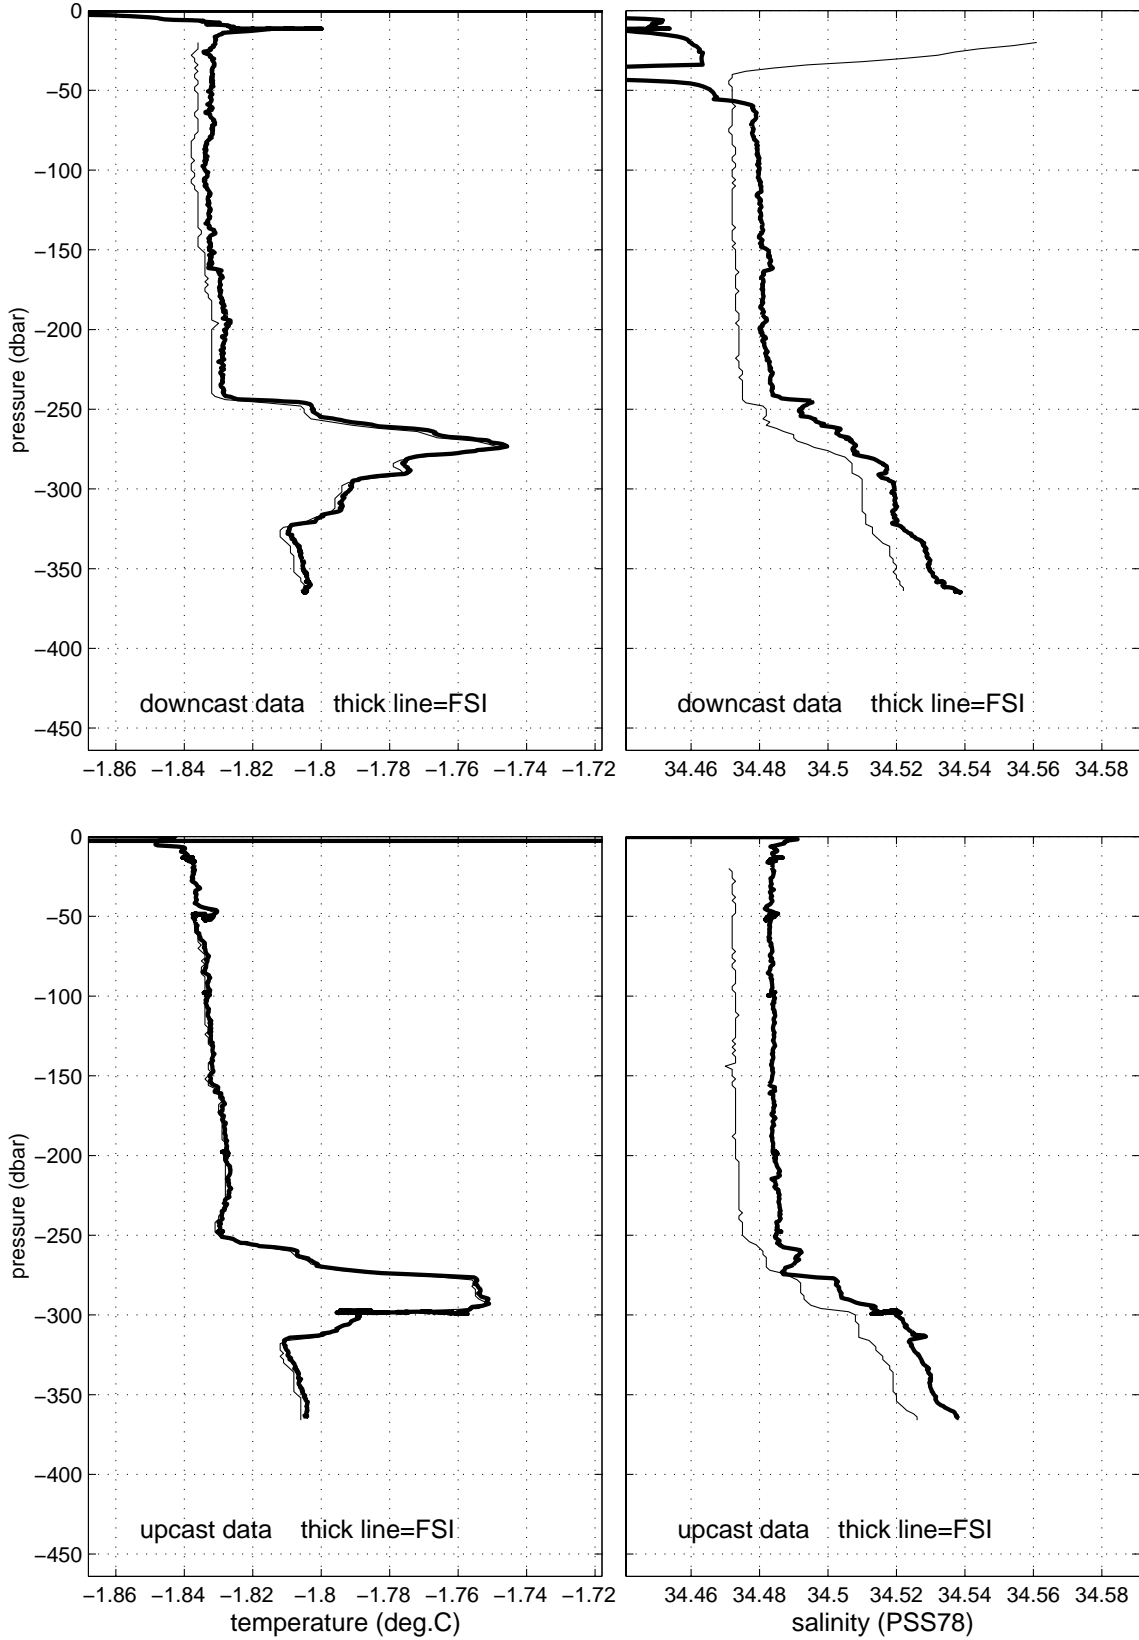 0
−50
−100
−150
−200
−250
−300
−350
−400
−450
pressure (dbar)
downcast data thick line=FSI
−1.86 −1.84 −1.82 −1.8 −1.78 −1.76 −1.74 −1.72
downcast data thick line=FSI
34.46 34.48 34.5 34.52 34.54 34.56 34.58
0
−50
−100
−150
−200
−250
−300
−350
−400
−450
pressure (dbar)
upcast data thick line=FSI
−1.86 −1.84 −1.82 −1.8 −1.78 −1.76 −1.74 −1.72
temperature (deg.C)
upcast data thick line=FSI
34.46 34.48 34.5 34.52 34.54 34.56 34.58
salinity (PSS78)